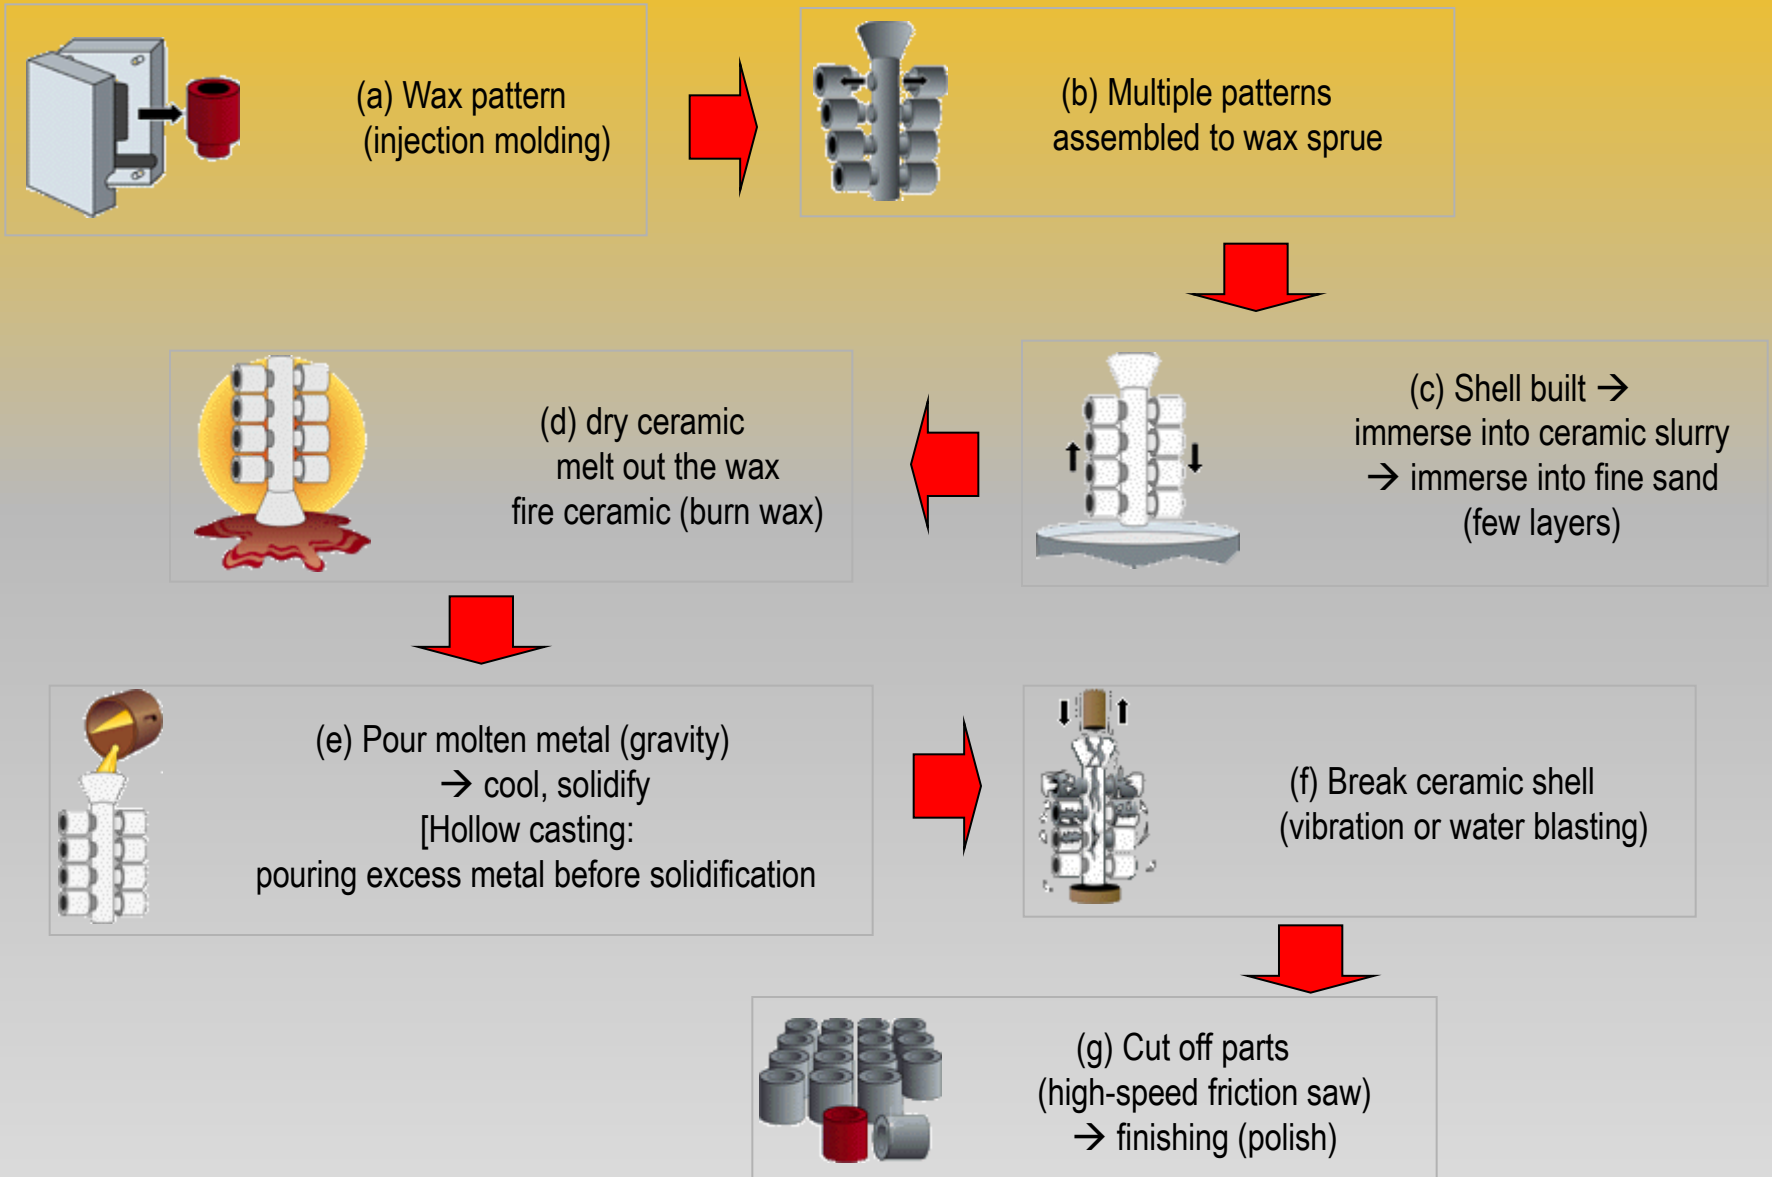 (a) Wax pattern
(injection molding)
(b) Multiple patterns
assembled to wax sprue
(c) Shell built →
immerse into ceramic slurry
→ immerse into fine sand
(few layers)
(d) dry ceramic
melt out the wax
fire ceramic (burn wax)
(e) Pour molten metal (gravity)
→ cool, solidify
[Hollow casting:
pouring excess metal before solidification
(f) Break ceramic shell
(vibration or water blasting)
(g) Cut off parts
(high-speed friction saw)
→ finishing (polish)